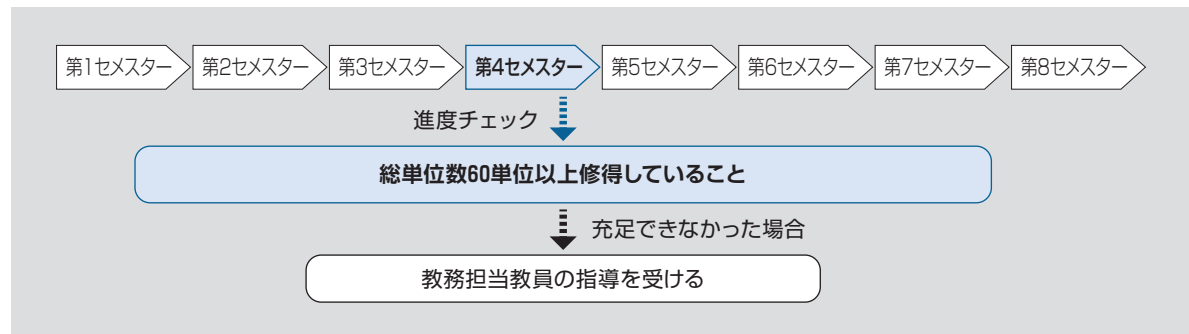 第1セメスター 第2セメスター 第3セメスター 第4セメスター 第5セメスター 第6セメスター 第7セメスター 第8セメスター
進度チェック
総単位数60単位以上修得していること
充足できなかった場合
教務担当教員の指導を受ける